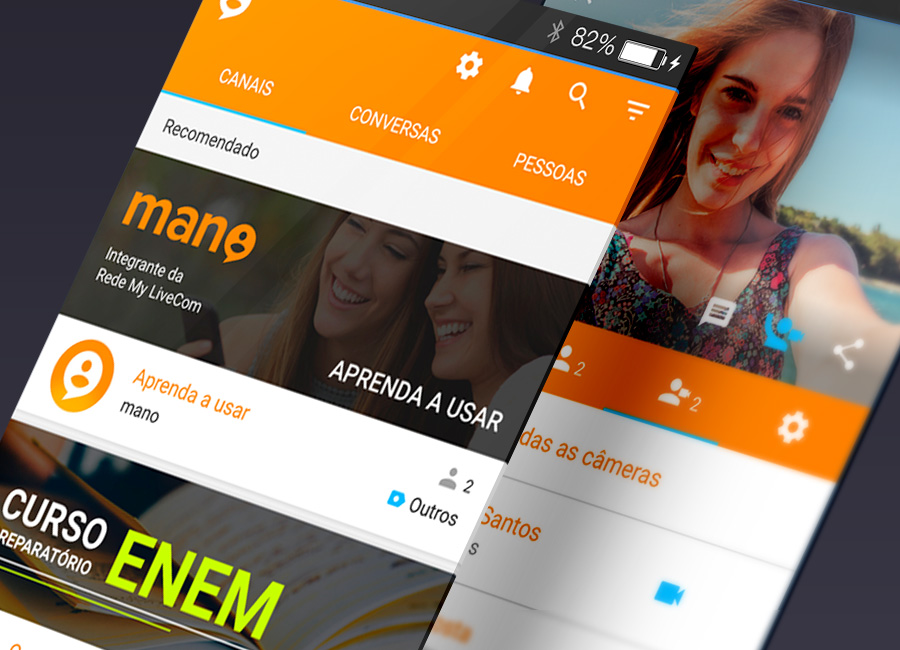 82%
CANAIS
CONVERSAS
PESSOAS
Recomendado
mano
Integrante da
Rede My LiveCom
APRENDA A USAR
Aprenda a usar
mano
2
Outros
CURSO
ENEM
2
2
das as câmeras
Santos
s